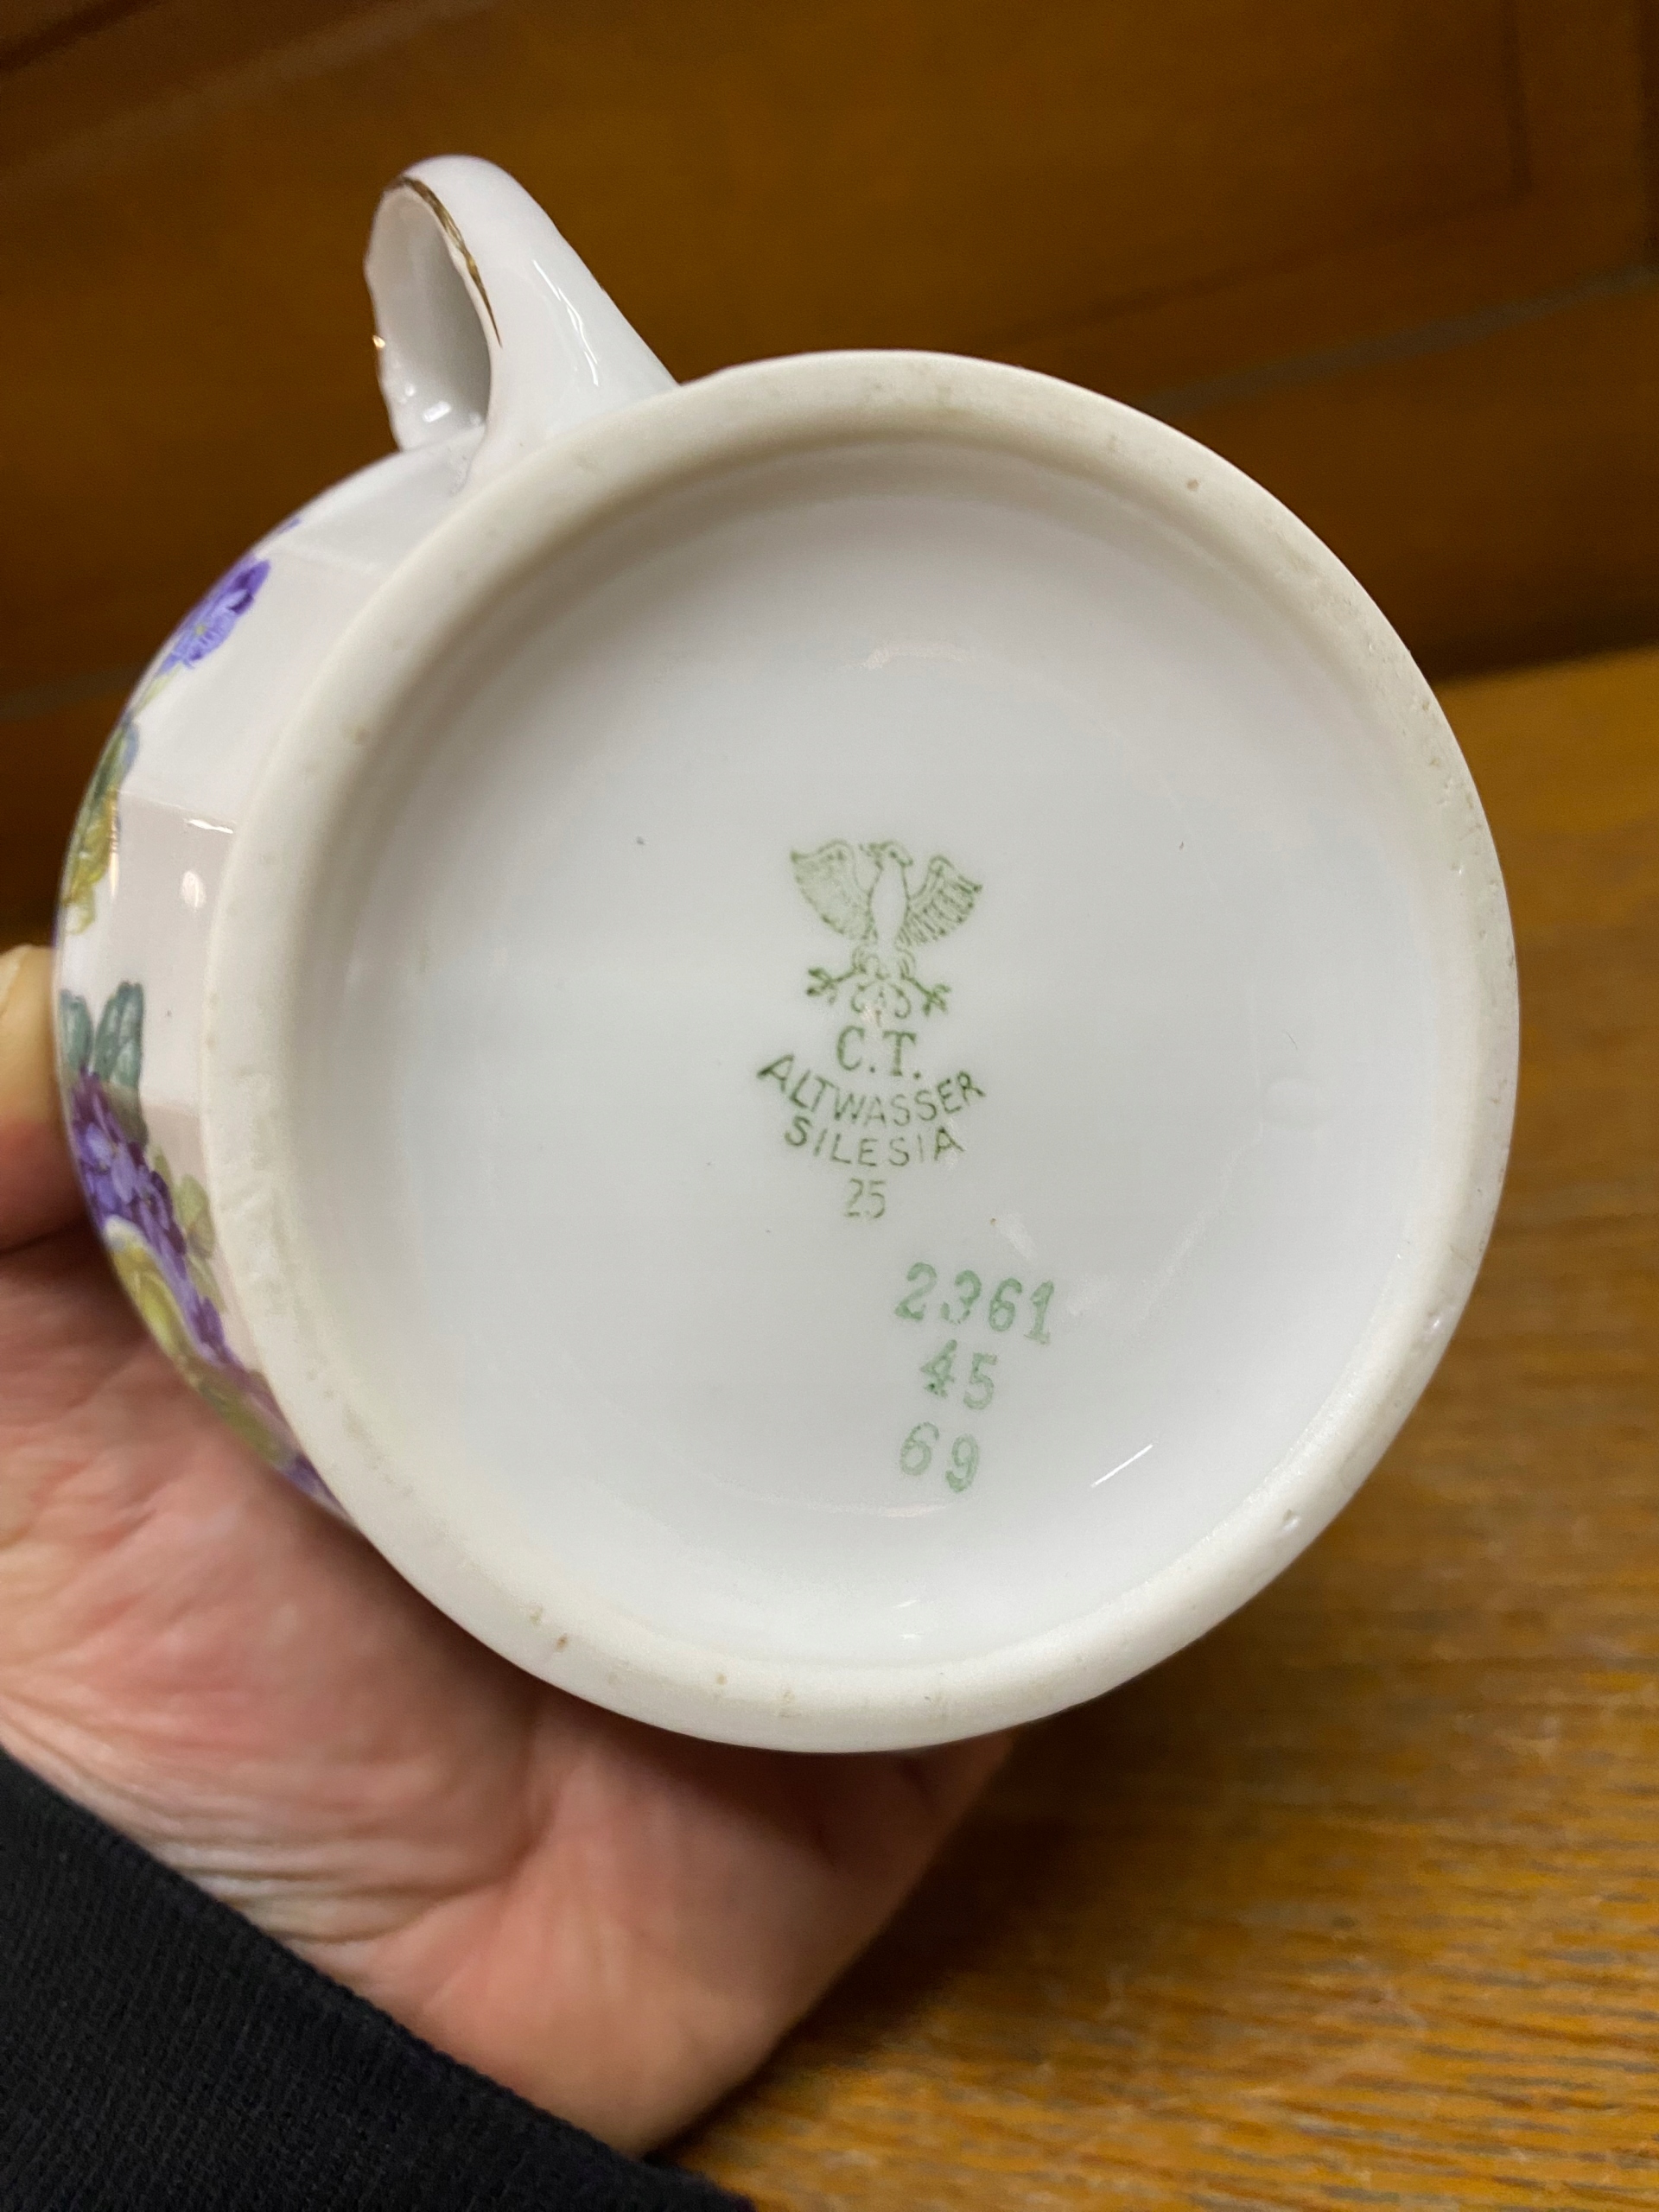 C.T.
ALTWASSER
SILESIA
25
2361
45
69